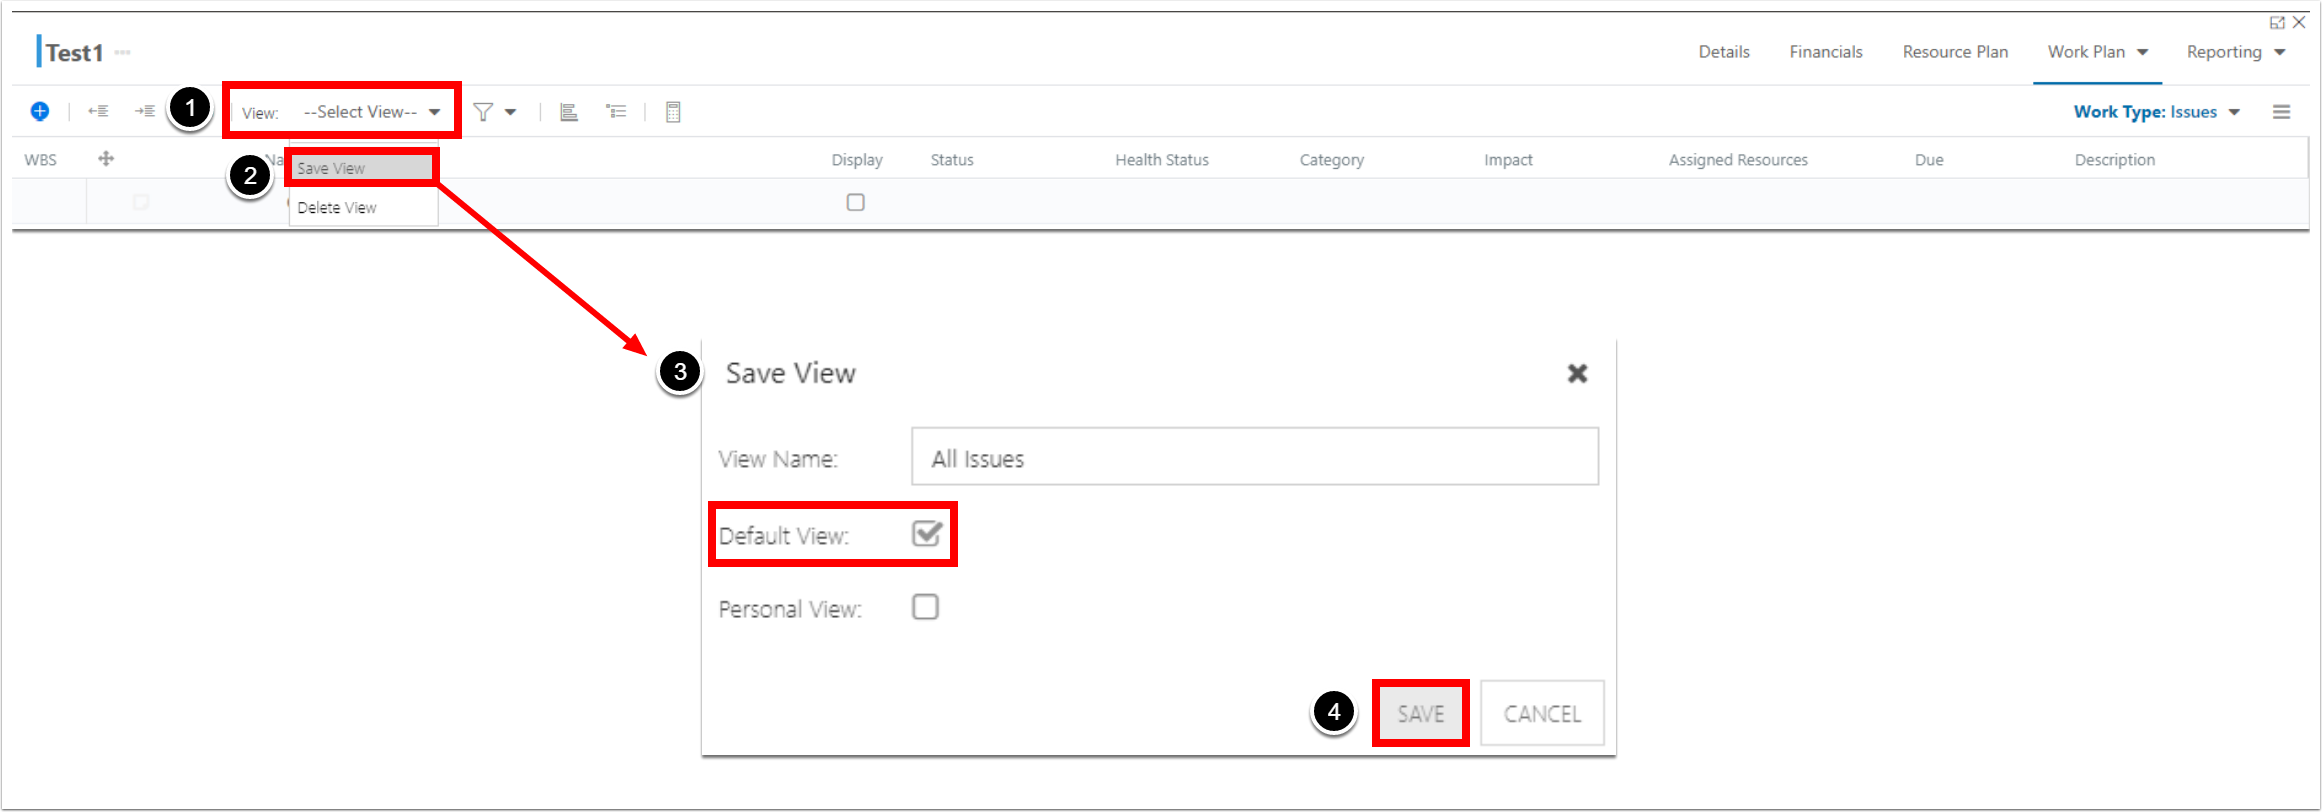 Test1
Details Financials Resource Plan Work Plan Reporting
1 View: --Select View-- Work Type: Issues
WBS Na Display Status Health Status Category Impact Assigned Resources Due Description
2 Save View
Delete View
3 Save View
View Name: All Issues
Default View:
Personal View:
4 SAVE CANCEL